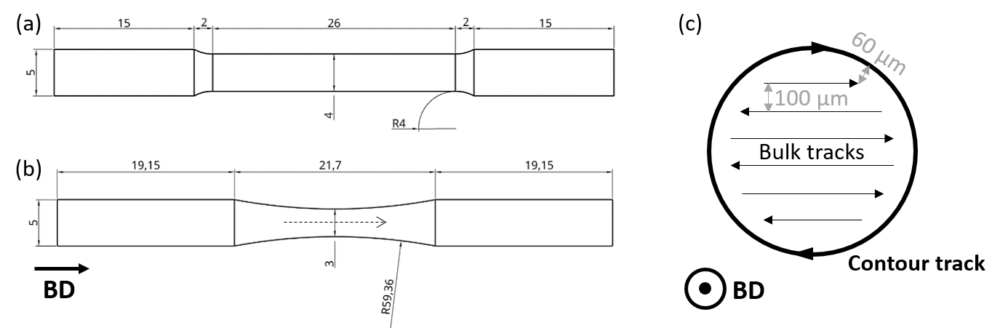 (a)
15
2
26
2
15
5
4
R4
(b)
19,15
21,7
19,15
5
3
R59,36
BD
(c)
60 µm
100 µm
Bulk tracks
Contour track
BD